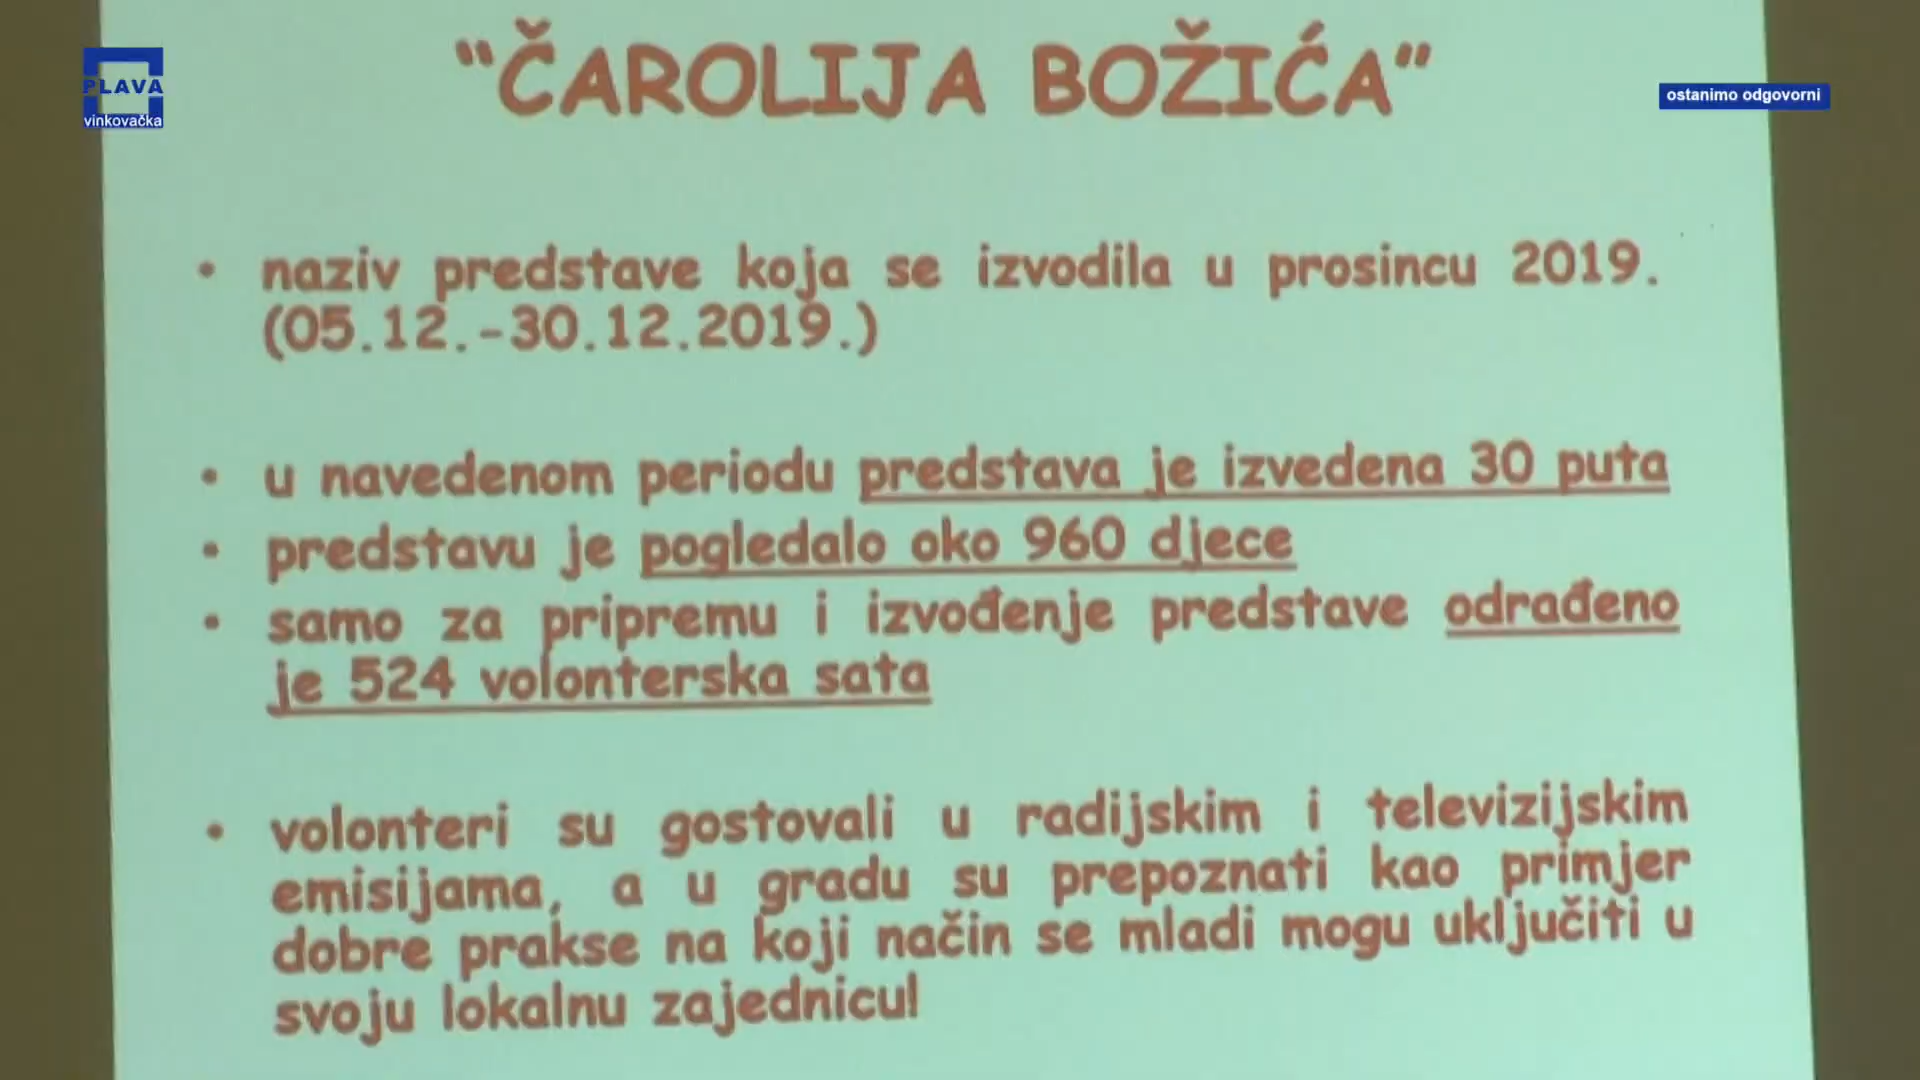 “ČAROLIJA BOŽIĆA”
PLAVA
vinkovačka
ostanimo odgovorni
• naziv predstave koja se izvodila u prosincu 2019.
(05.12.-30.12.2019.)
• u navedenom periodu predstava je izvedena 30 puta
• predstavu je pogledalo oko 960 djece
• samo za pripremu i izvođenje predstave odrađeno
je 524 volonterska sata
• volonteri su gostovali u radijskim i televizijskim
emisijama, a u gradu su prepoznati kao primjer
dobre prakse na koji način se mladi mogu uključiti u
svoju lokalnu zajednicu!